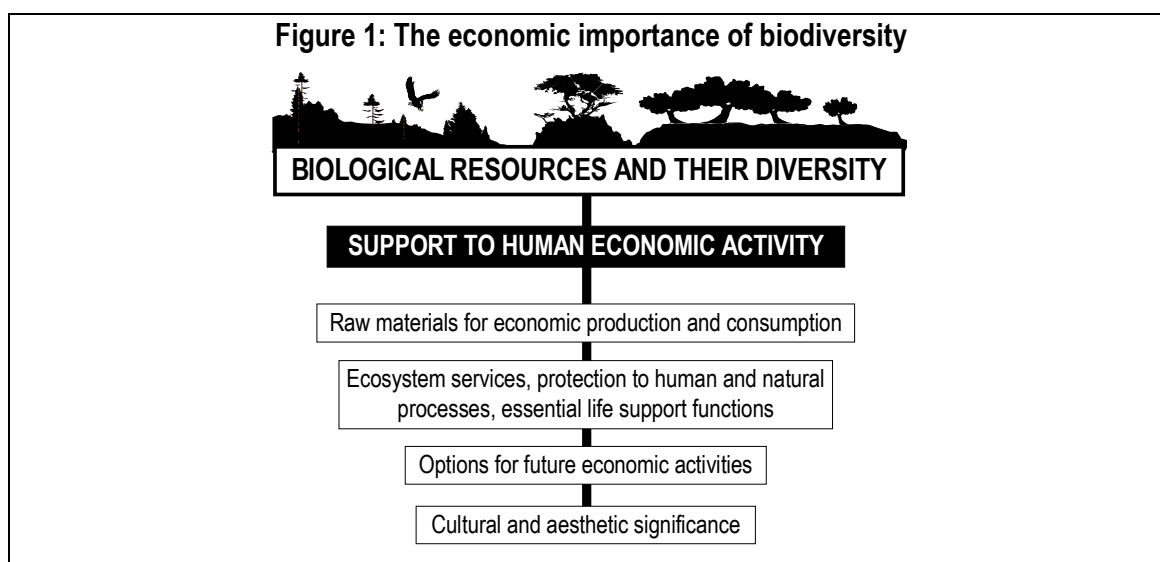 Figure 1: The economic importance of biodiversity
BIOLOGICAL RESOURCES AND THEIR DIVERSITY
SUPPORT TO HUMAN ECONOMIC ACTIVITY
Raw materials for economic production and consumption
Ecosystem services, protection to human and natural
processes, essential life support functions
Options for future economic activities
Cultural and aesthetic significance